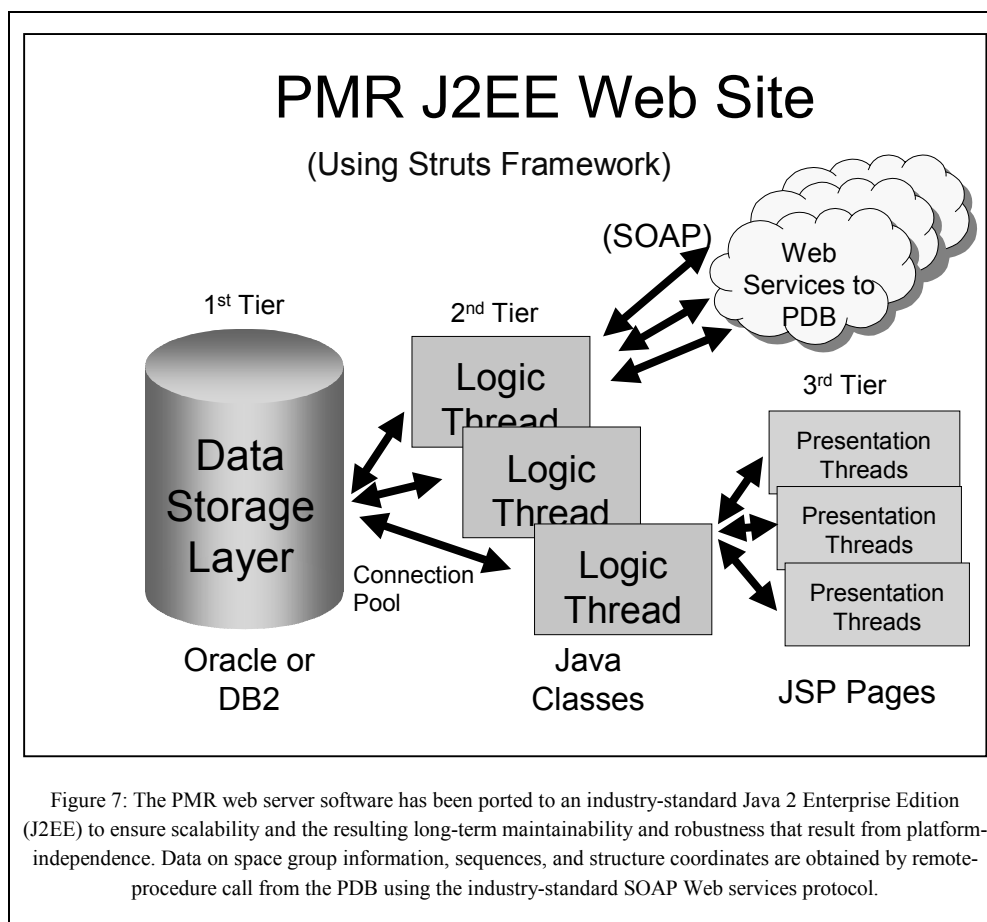 PMR J2EE Web Site
(Using Struts Framework)
(SOAP)
Web
Services to
PDB
1st Tier
2nd Tier
3rd Tier
Data
Storage
Layer
Logic
Thread
Logic
Thread
Logic
Thread
Presentation
Threads
Presentation
Threads
Presentation
Threads
Connection
Pool
Oracle or
DB2
Java
Classes
JSP Pages
Figure 7: The PMR web server software has been ported to an industry-standard Java 2 Enterprise Edition
(J2EE) to ensure scalability and the resulting long-term maintainability and robustness that result from platform-
independence. Data on space group information, sequences, and structure coordinates are obtained by remote-
procedure call from the PDB using the industry-standard SOAP Web services protocol.